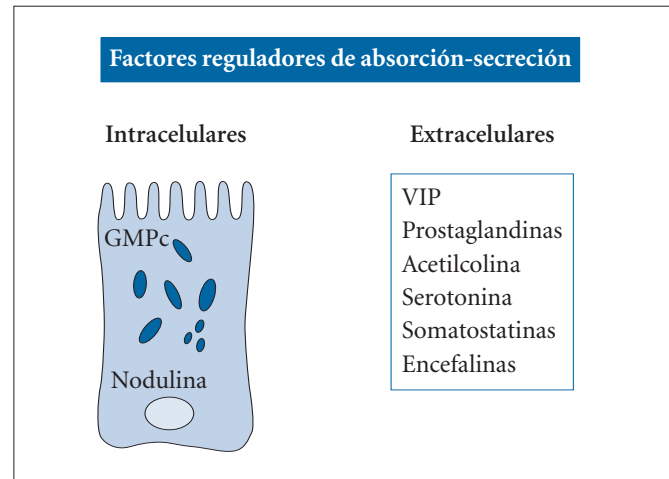 Factores reguladores de absorción-secreción
Intracelulares
GMPc
Nodulina
Extracelulares
VIP
Prostaglandinas
Acetilcolina
Serotonina
Somatostatinas
Encefalinas